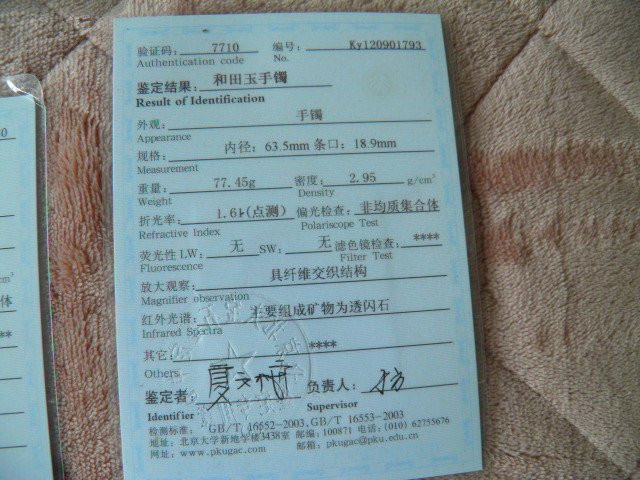 验证码: 7710 编号: Ky120901793
Authentication code No.
鉴定结果: 和田玉手镯
Result of Identification
外观: 手镯
Appearance
规格: 内径: 63.5mm 条口: 18.9mm
Measurement
重量: 77.45g 密度: 2.95 g/cm³
Weight Density
折光率: 1.61(点测) 偏光检查: 非均质集合体
Refractive Index Polariscope Test
荧光性 LW: 无 SW: 无 滤色镜检查: ****
Fluorescence Filter Test
放大观察: 具纤维交织结构
Magnifier observation
红外光谱: 主要组成矿物为透闪石
Infrared Spectra
其它: ****
Others
鉴定者: 负责人:
Identifier Supervisor
检测标准: GB/T 16552-2003,GB/T 16553-2003
地址: 北京大学新地学楼3438室 邮编: 100871 电话: (010) 62755676
网址: www.pkugac.com 邮箱: pkugac@pku.edu.cn